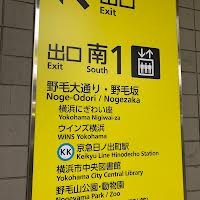 出口
Exit
出口 南1
Exit South
野毛大通り・野毛坂
Noge-Odori / Nogezaka
横浜にぎわい座
Yokohama Nigiwai-za
ウインズ横浜
WINS Yokohama
KK 京急日ノ出町駅
Keikyu Line Hinodecho Station
横浜市中央図書館
Yokohama City Central Library
野毛山公園・動物園
Nogeyama Park / Zoo